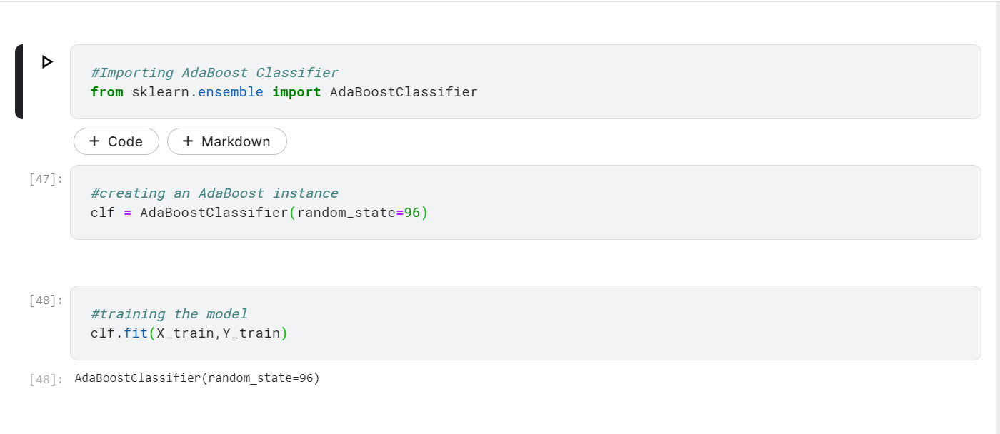 #Importing AdaBoost Classifier
from sklearn.ensemble import AdaBoostClassifier
+ Code + Markdown
[47]:
#creating an AdaBoost instance
clf = AdaBoostClassifier(random_state=96)
[48]:
#training the model
clf.fit(X_train,Y_train)
[48]: AdaBoostClassifier(random_state=96)